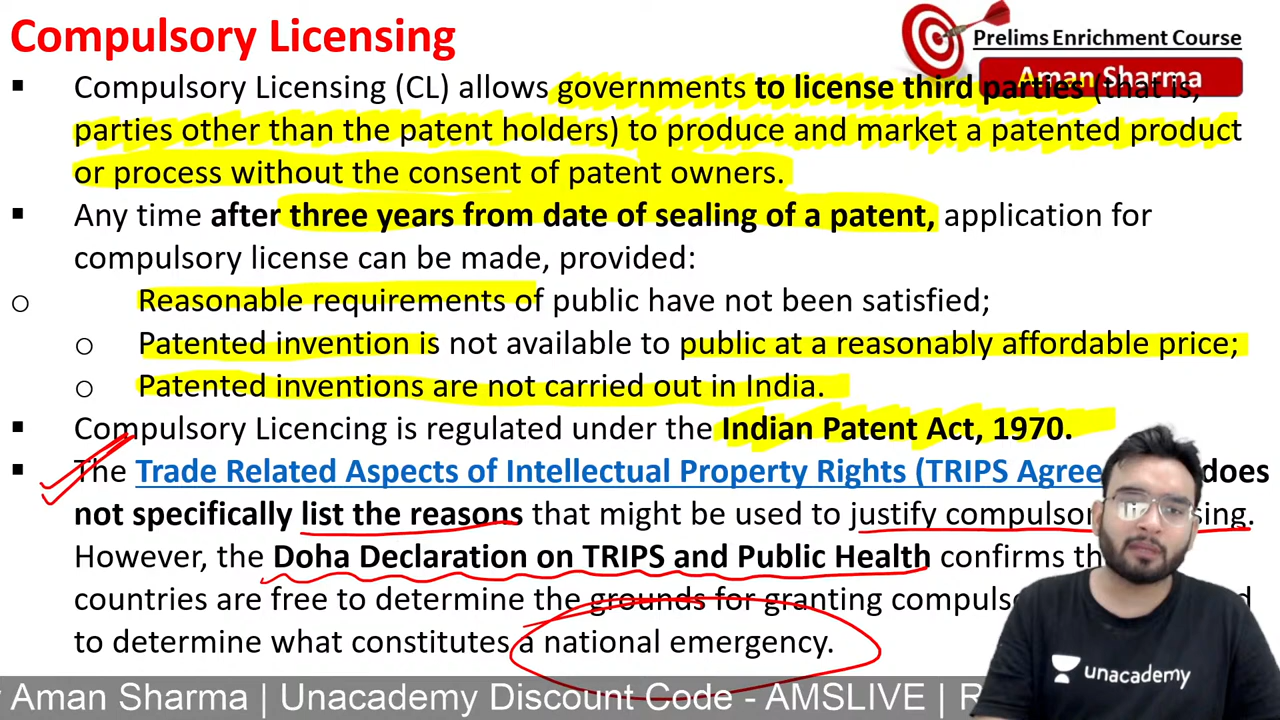 Compulsory Licensing
Prelims Enrichment Course
Aman Sharma
▪ Compulsory Licensing (CL) allows governments to license third parties (that is,
parties other than the patent holders) to produce and market a patented product
or process without the consent of patent owners.
▪ Any time after three years from date of sealing of a patent, application for
compulsory license can be made, provided:
o Reasonable requirements of public have not been satisfied;
o Patented invention is not available to public at a reasonably affordable price;
o Patented inventions are not carried out in India.
▪ Compulsory Licencing is regulated under the Indian Patent Act, 1970.
▪ The Trade Related Aspects of Intellectual Property Rights (TRIPS Agree does
not specifically list the reasons that might be used to justify compulsor sing.
However, the Doha Declaration on TRIPS and Public Health confirms th
countries are free to determine the grounds for granting compuls d
to determine what constitutes a national emergency.
unacademy
Aman Sharma | Unacademy Discount Code - AMSLIVE | R